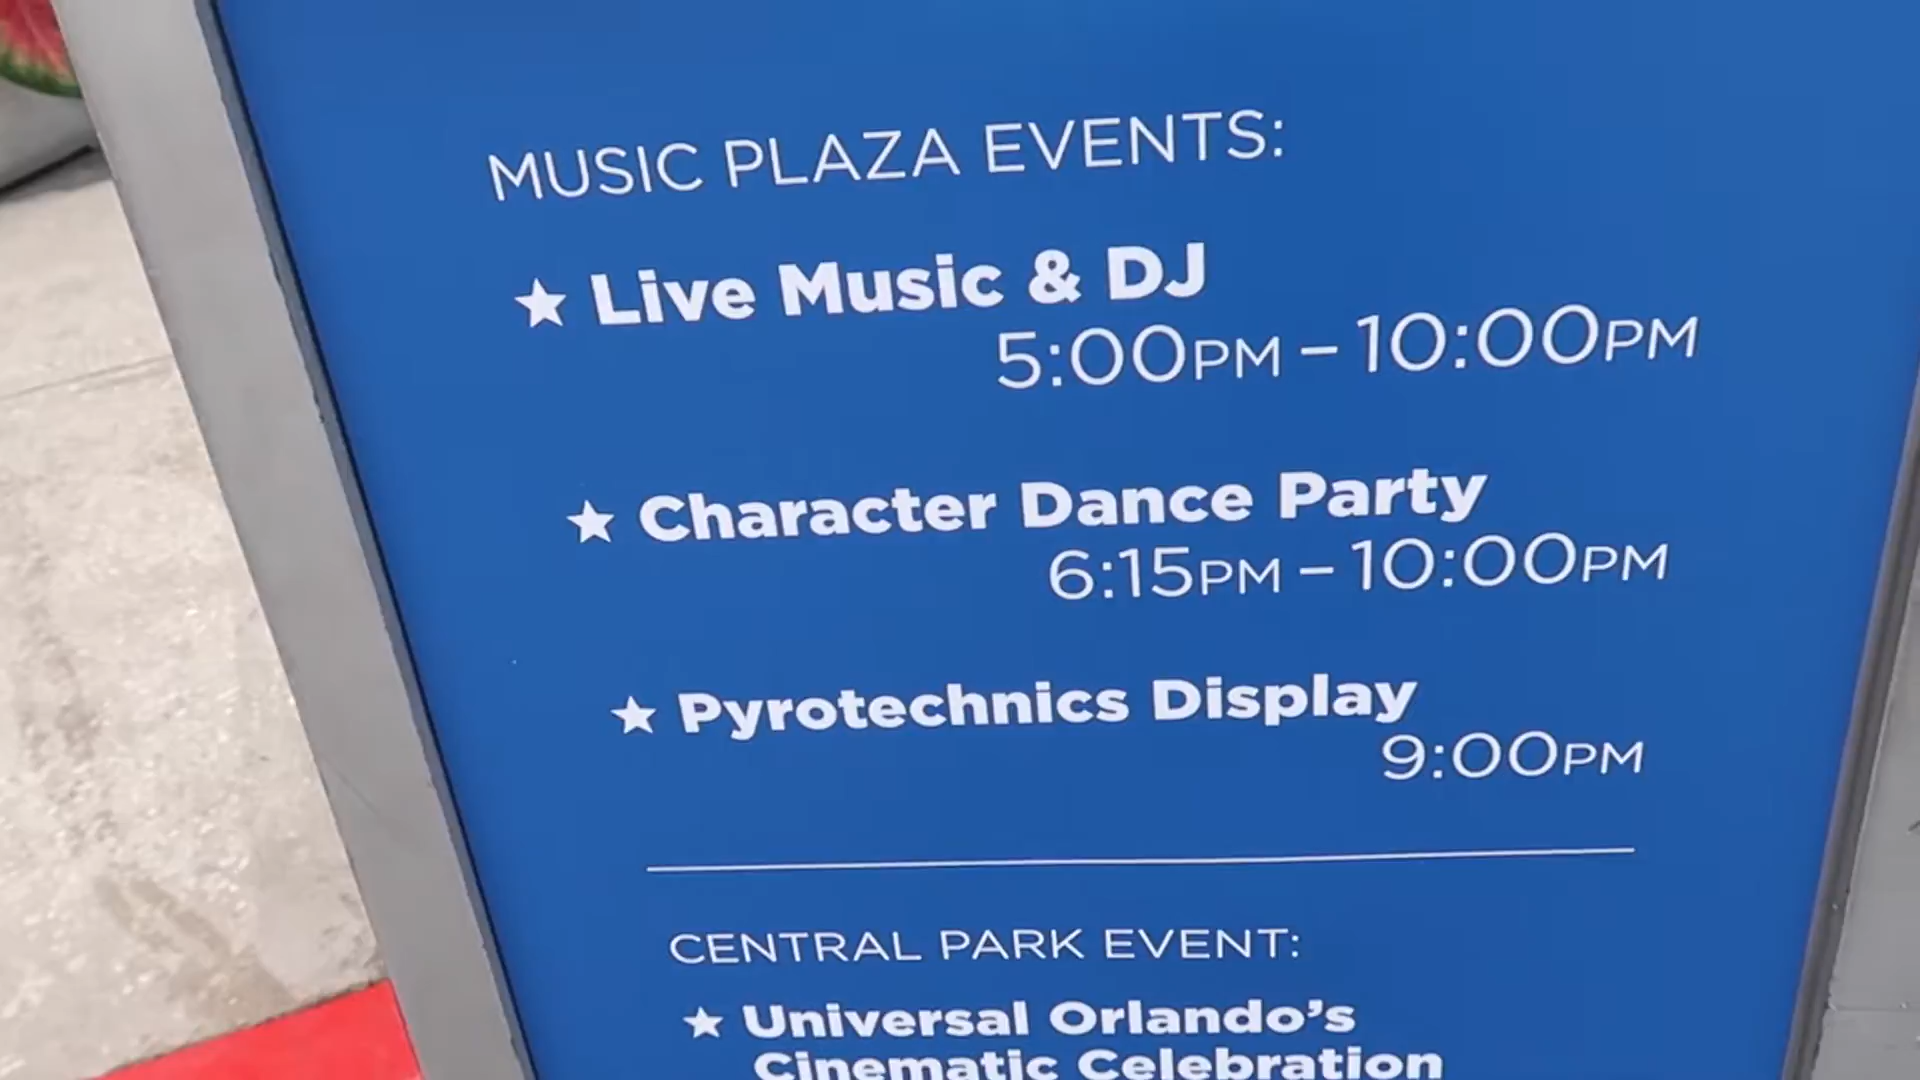 MUSIC PLAZA EVENTS:
★ Live Music & DJ
5:00PM – 10:00PM
★ Character Dance Party
6:15PM – 10:00PM
★ Pyrotechnics Display
9:00PM
CENTRAL PARK EVENT:
★ Universal Orlando's
Cinematic Celebration